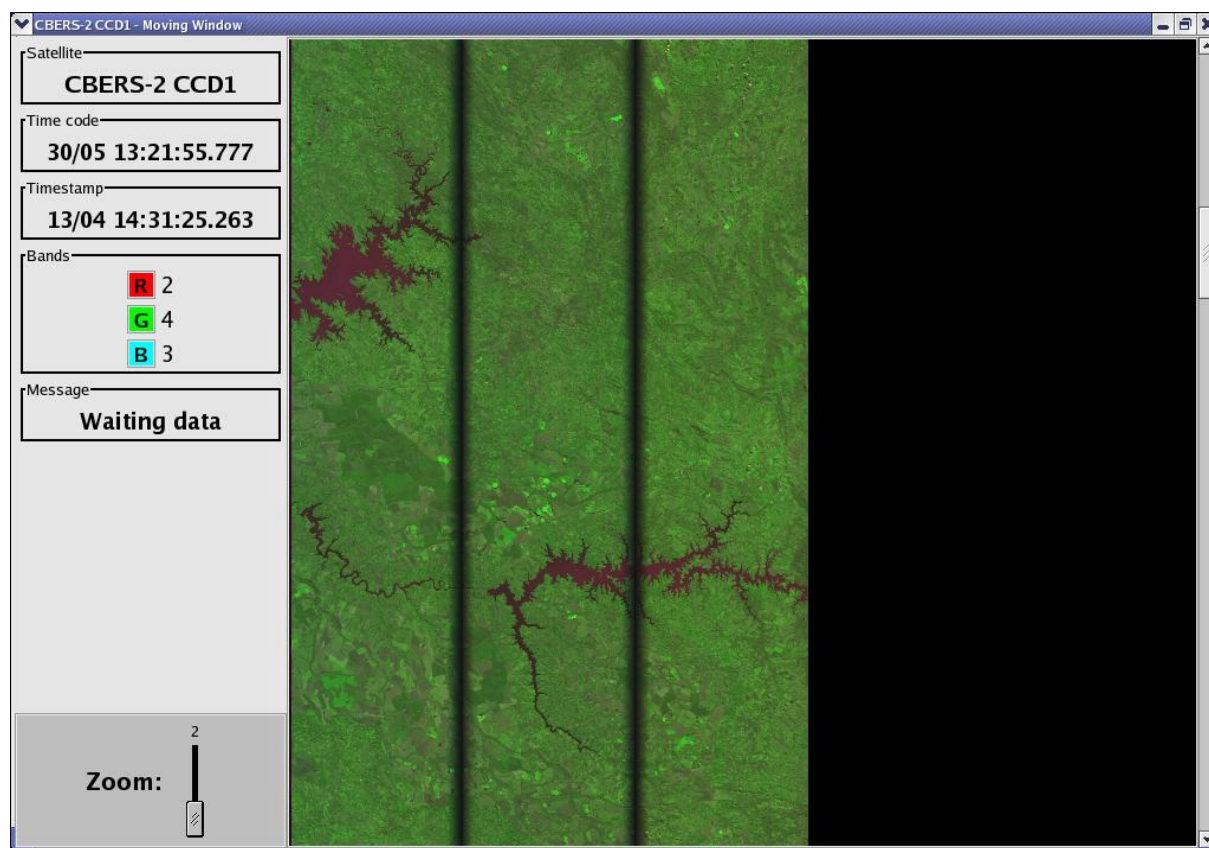 CBERS-2 CCD1 - Moving Window
Satellite
CBERS-2 CCD1
Time code
30/05 13:21:55.777
Timestamp
13/04 14:31:25.263
Bands
R 2
G 4
B 3
Message
Waiting data
2
Zoom: